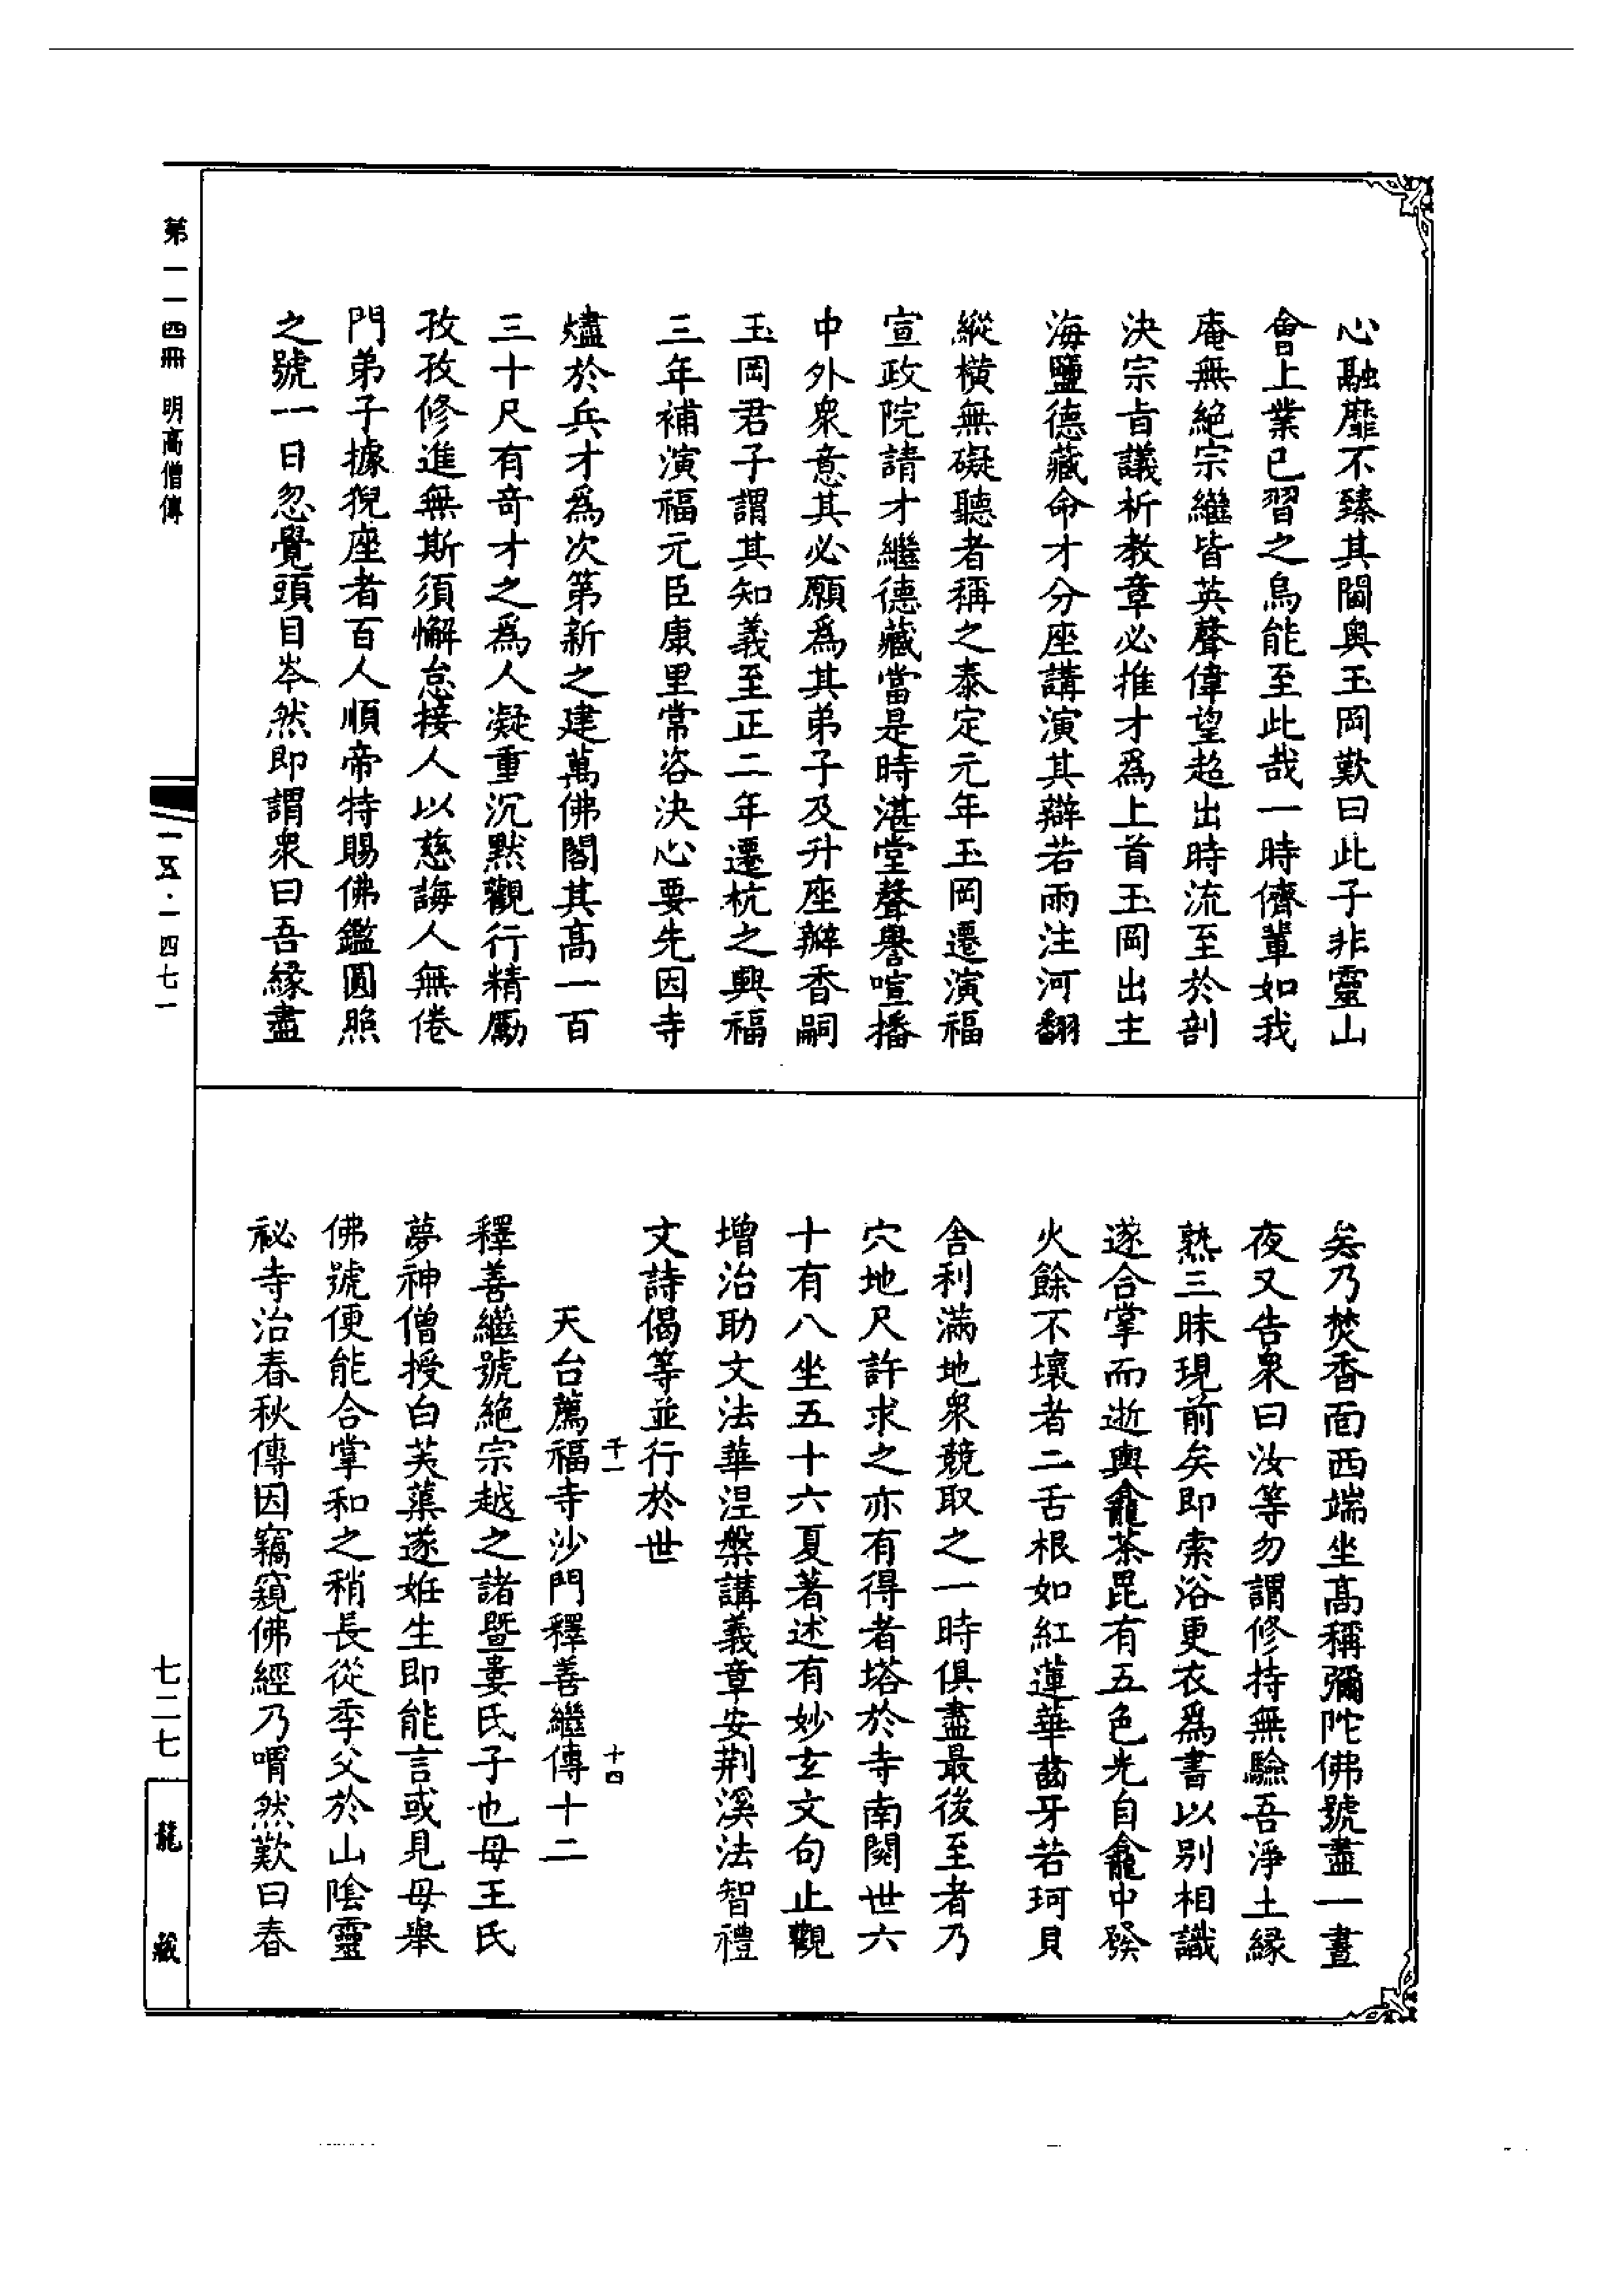 心融靡不臻其閫奧玉岡歎曰此子非靈山
會上業已習之烏能至此哉一時儕輩如我
庵無絕宗繼皆英聲偉望超出時流至於剖
決宗旨議析教章必推才爲上首玉岡出主
海鹽德藏命才分座講演其辯若雨注河翻
縱橫無礙聽者稱之泰定元年玉岡遷演福
宣政院請才繼德藏當是時湛堂聲譽喧播
中外衆意其必願爲其弟子及升座瓣香嗣
玉岡君子謂其知義至正二年遷杭之興福
三年補演福元臣康里常咨決心要先因寺
燼於兵才爲次第新之建萬佛閣其高一百
三十尺有奇才之爲人凝重沉默觀行精勵
孜孜修進無斯須懈怠接人以慈誨人無倦
門弟子據猊座者百人順帝特賜佛鑑圓照
之號一日忽覺頭目岑然即謂衆曰吾緣盡
矣乃焚香面西端坐高稱彌陀佛號盡一晝
夜又告衆曰汝等勿謂修持無驗吾淨土緣
熟三昧現前矣即索浴更衣爲書以別相識
遂合掌而逝輿龕茶毘有五色光自龕中發
火餘不壞者二舌根如紅蓮華齒牙若珂貝
舍利滿地衆競取之一時俱盡最後至者乃
穴地尺許求之亦有得者塔於寺南閱世六
十有八坐五十六夏著述有妙玄文句止觀
增治助文法華涅槃講義章安荆溪法智禮
文詩偈等並行於世
千一 十四
天台薦福寺沙門釋善繼傳十二
釋善繼號絕宗越之諸暨婁氏子也母王氏
夢神僧授白芙蕖遂妊生即能言或見母舉
佛號便能合掌和之稍長從季父於山陰靈
祕寺治春秋傳因竊窺佛經乃喟然歎曰春
第一一四冊 明高僧傳
一五·一四七一
七二七
龍藏